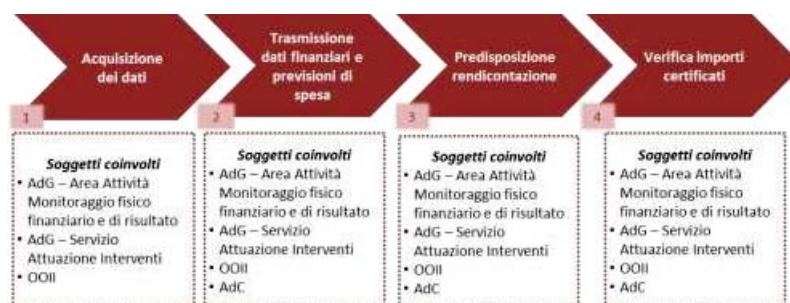 Acquisizione
dei dati
1
Soggetti coinvolti
• AdG – Area Attività
Monitoraggio fisico
finanziario e di risultato
• AdG – Servizio
Attuazione Interventi
• OOII
Trasmissione
dati finanziari e
previsioni di
spesa
2
Soggetti coinvolti
• AdG – Area Attività
Monitoraggio fisico
finanziario e di risultato
• AdG – Servizio
Attuazione Interventi
• OOII
• AdC
Predisposizione
rendicontazione
3
Soggetti coinvolti
• AdG – Area Attività
Monitoraggio fisico
finanziario e di risultato
• AdG – Servizio
Attuazione Interventi
• OOII
• AdC
Verifica importi
certificati
4
Soggetti coinvolti
• AdG – Area Attività
Monitoraggio fisico
finanziario e di risultato
• AdG – Servizio
Attuazione Interventi
• OOII
• AdC